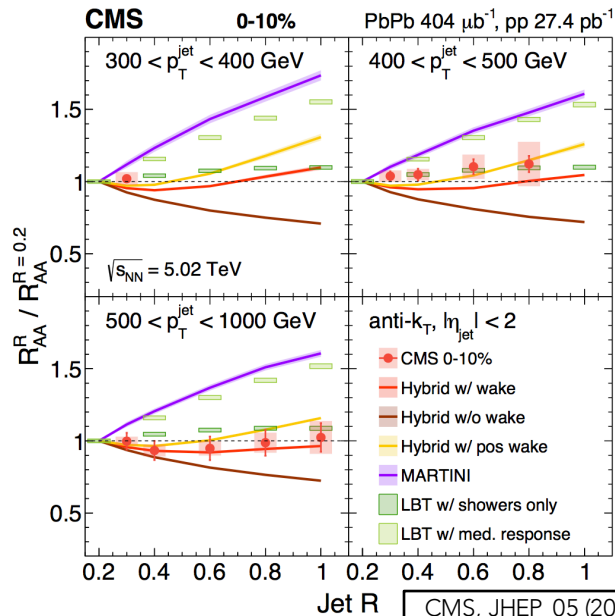 CMS 0-10% PbPb 404 μb⁻¹, pp 27.4 pb⁻¹
300 < p_T^jet < 400 GeV
400 < p_T^jet < 500 GeV
1.5
1
0.5
√s_NN = 5.02 TeV
R_AA^R / R_AA^{R = 0.2}
500 < p_T^jet < 1000 GeV
1.5
1
0.5
anti-k_T, |η_jet| < 2
CMS 0-10%
Hybrid w/ wake
Hybrid w/o wake
Hybrid w/ pos wake
MARTINI
LBT w/ showers only
LBT w/ med. response
0.2 0.4 0.6 0.8 1 0.2 0.4 0.6 0.8 1
Jet R
CMS, JHEP 05 (20